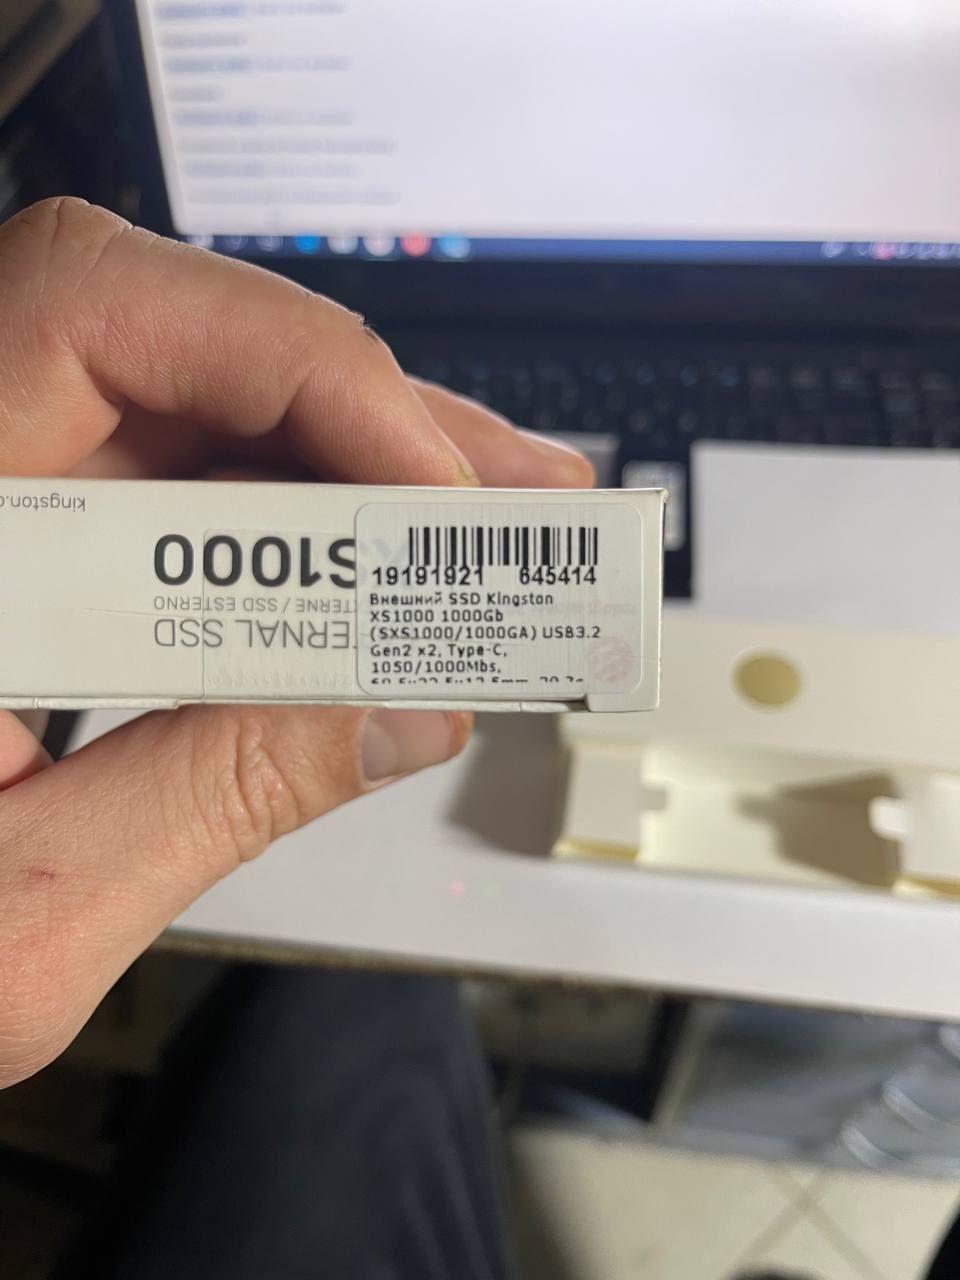 kingston.c
S1000
TERNE / SSD ESTERNO
ERNAL SSD
19191921 645414
Внешний SSD Kingston
XS1000 1000Gb
(SXS1000/1000GA) USB3.2
Gen2 x2, Type-C,
1050/1000Mbs,